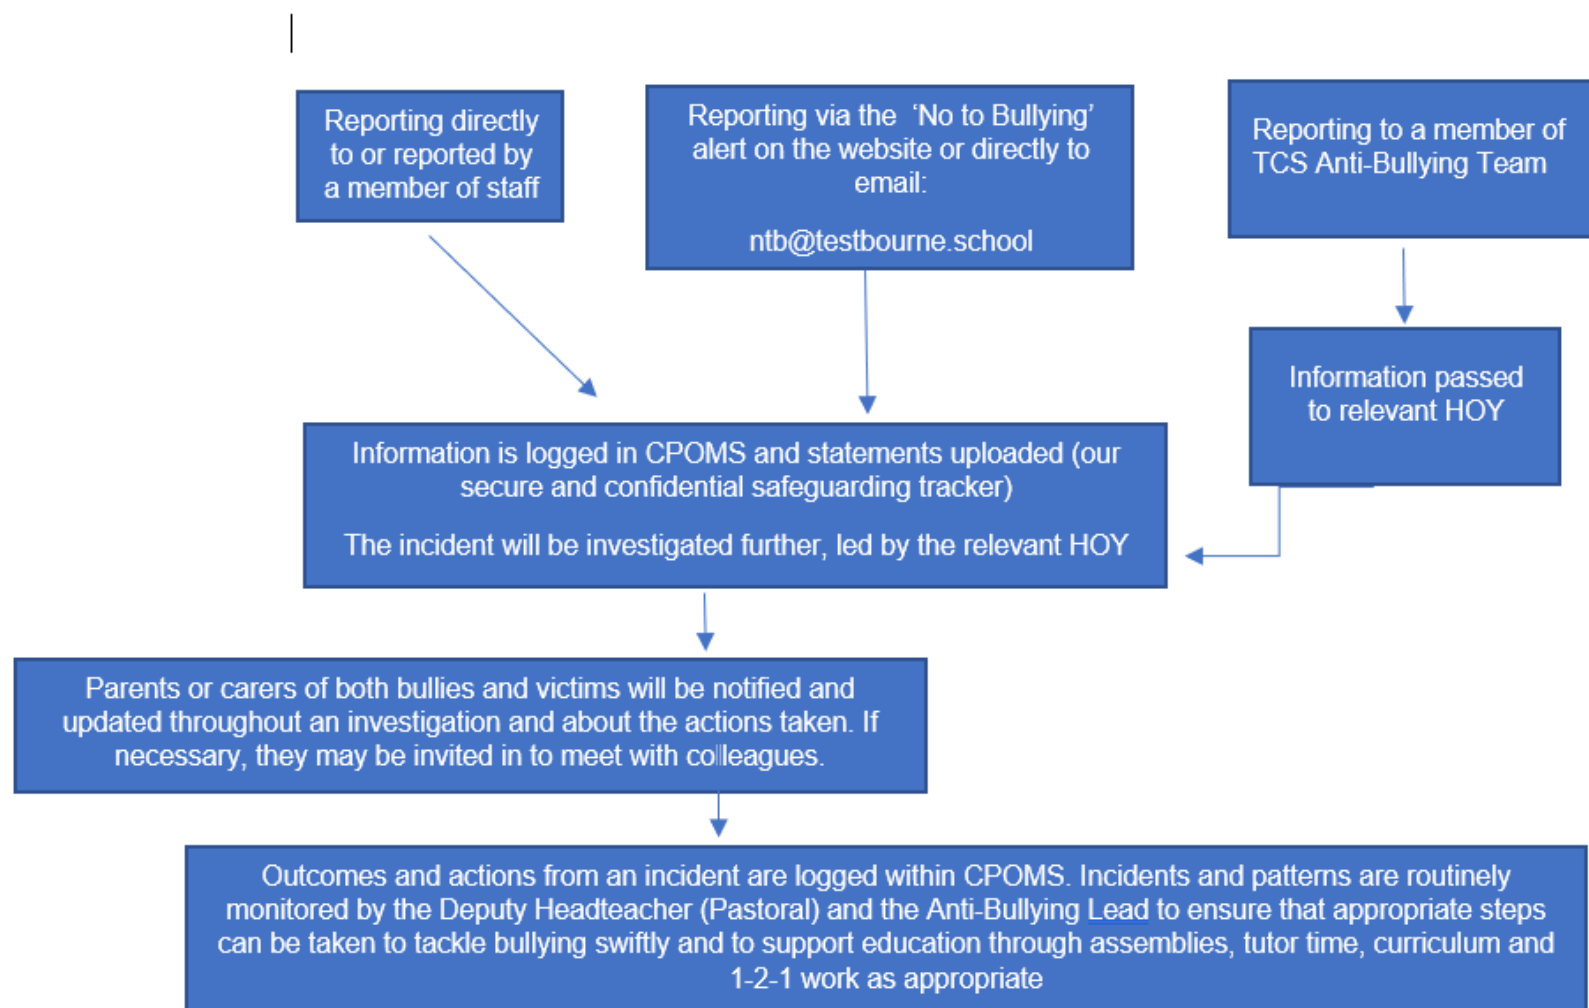 Reporting directly
to or reported by
a member of staff
Reporting via the ‘No to Bullying’
alert on the website or directly to
email:
ntb@testbourne.school
Reporting to a member of
TCS Anti-Bullying Team
Information passed
to relevant HOY
Information is logged in CPOMS and statements uploaded (our
secure and confidential safeguarding tracker)
The incident will be investigated further, led by the relevant HOY
Parents or carers of both bullies and victims will be notified and
updated throughout an investigation and about the actions taken. If
necessary, they may be invited in to meet with colleagues.
Outcomes and actions from an incident are logged within CPOMS. Incidents and patterns are routinely
monitored by the Deputy Headteacher (Pastoral) and the Anti-Bullying Lead to ensure that appropriate steps
can be taken to tackle bullying swiftly and to support education through assemblies, tutor time, curriculum and
1-2-1 work as appropriate